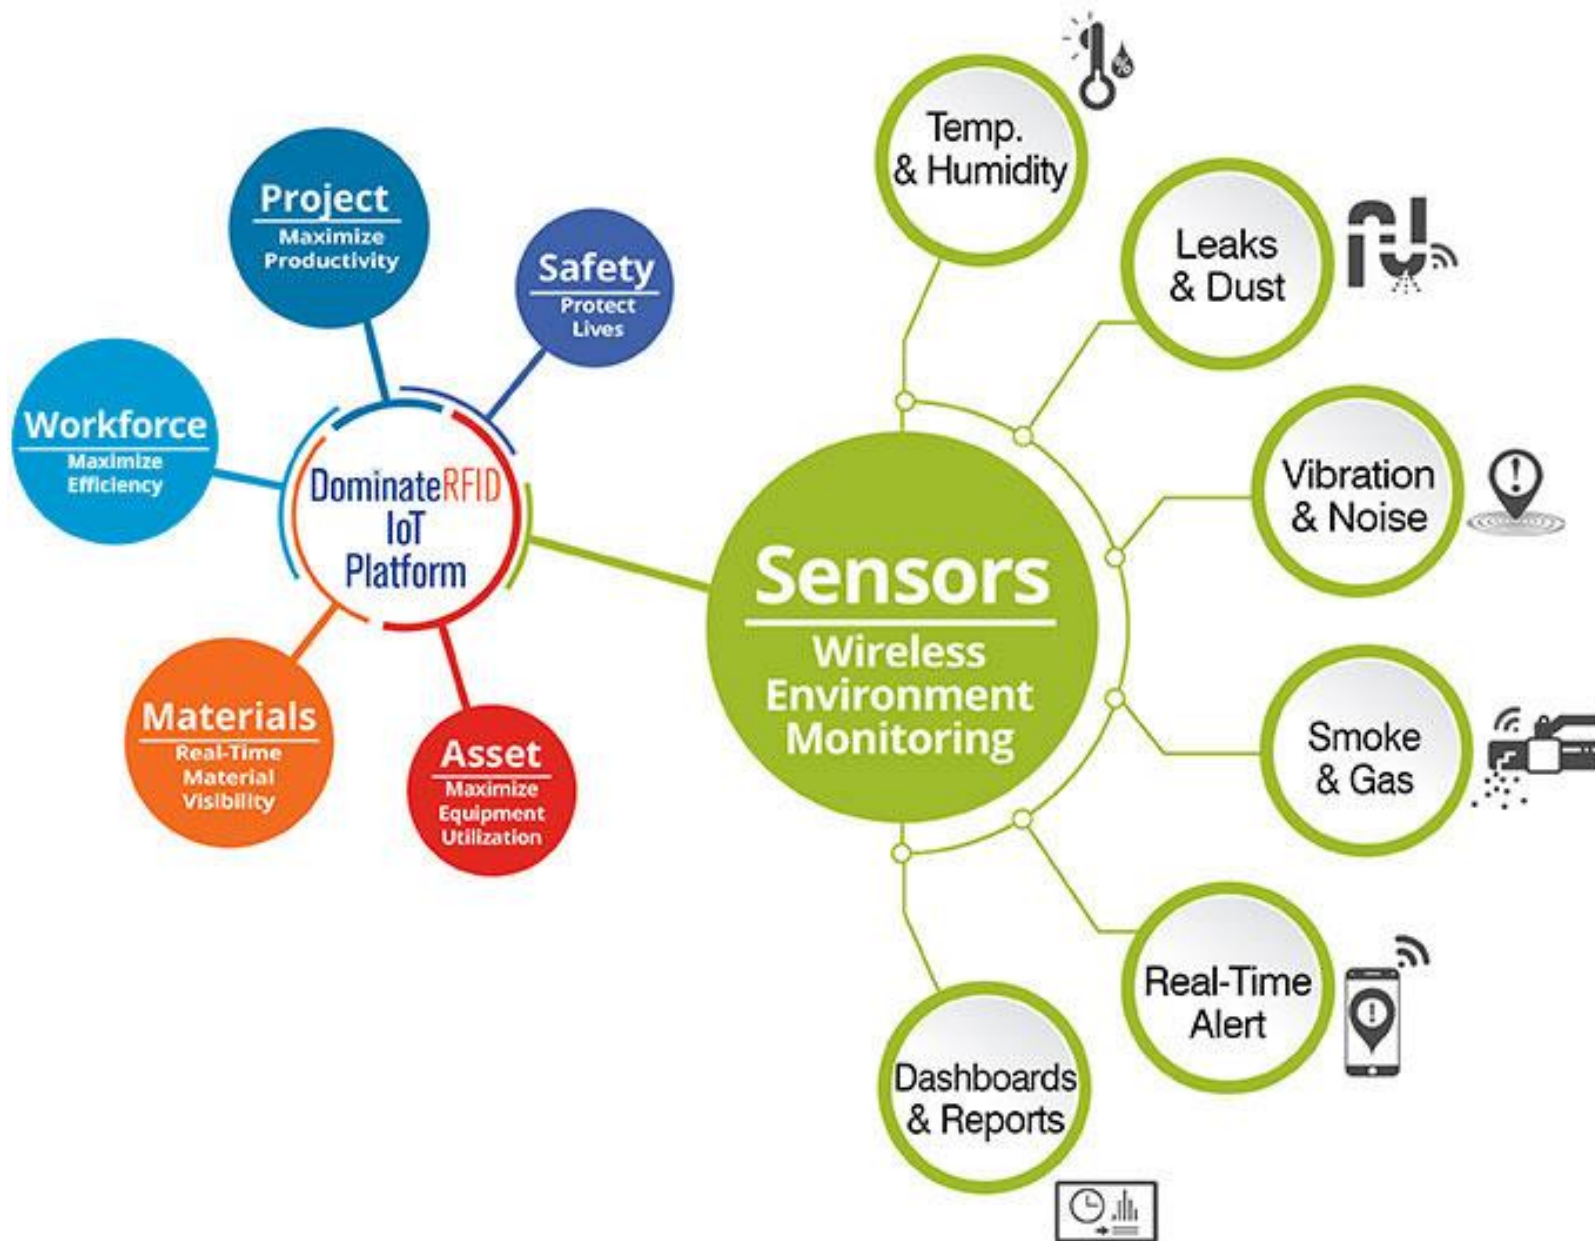 Project
Maximize
Productivity
Safety
Protect
Lives
Workforce
Maximize
Efficiency
DominateRFID
IoT
Platform
Materials
Real-Time
Material
Visibility
Asset
Maximize
Equipment
Utilization
Sensors
Wireless
Environment
Monitoring
Temp.
& Humidity
%
Leaks
& Dust
Vibration
& Noise
!
Smoke
& Gas
Real-Time
Alert
!
Dashboards
& Reports